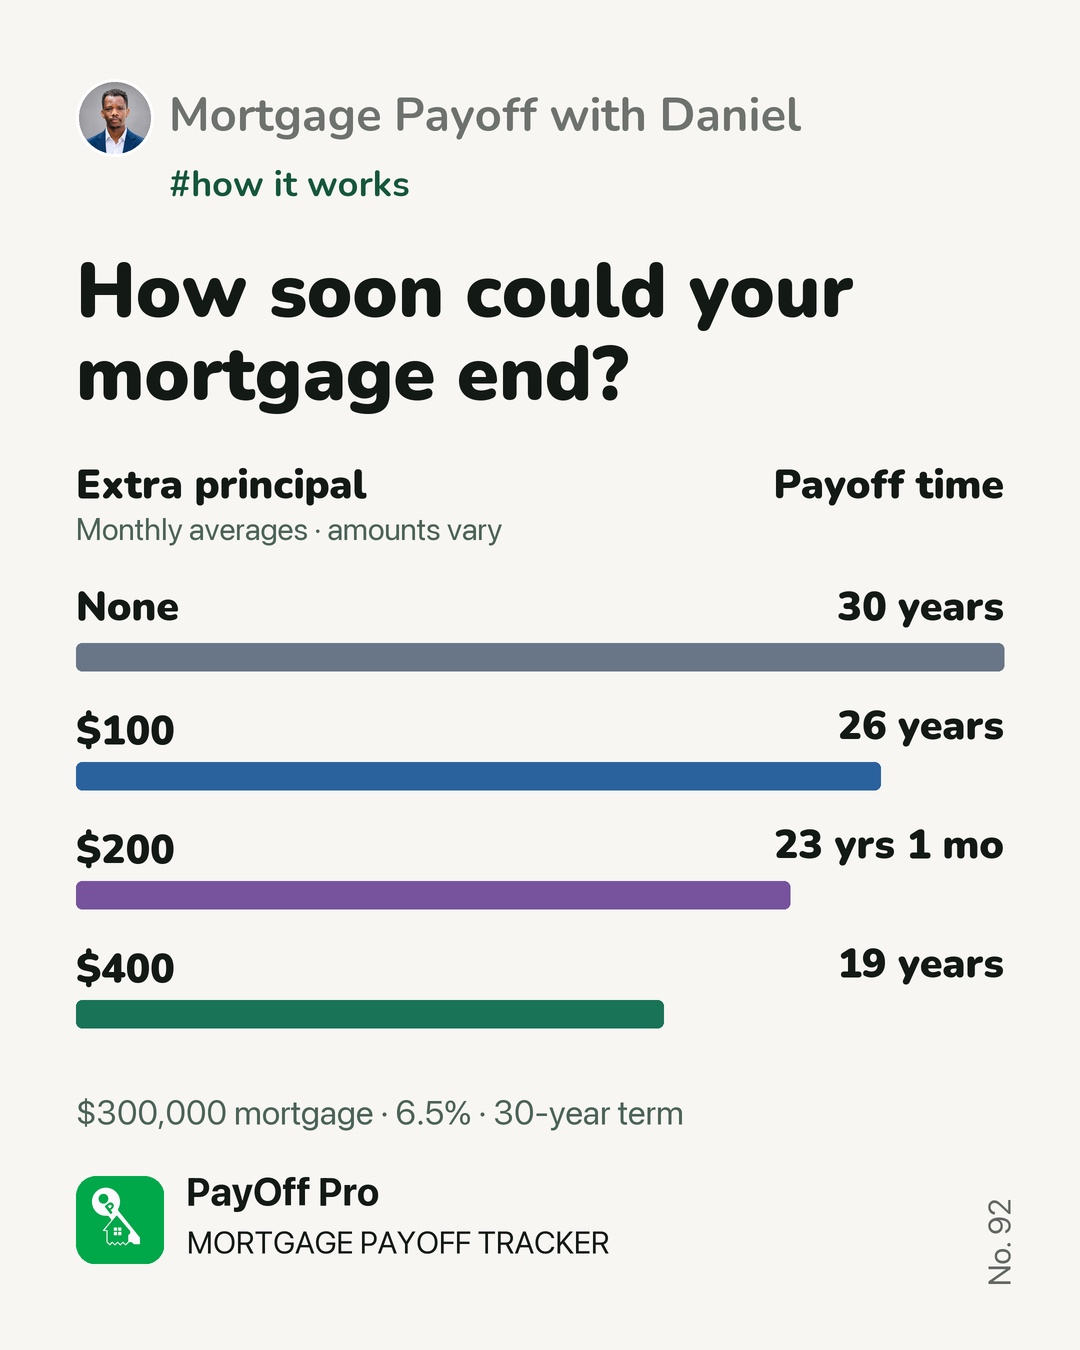 Mortgage Payoff with Daniel
#how it works
How soon could your
mortgage end?
Extra principal
Payoff time
Monthly averages · amounts vary
None
30 years
$100
26 years
$200
23 yrs 1 mo
$400
19 years
$300,000 mortgage · 6.5% · 30-year term
PayOff Pro
MORTGAGE PAYOFF TRACKER
No. 92